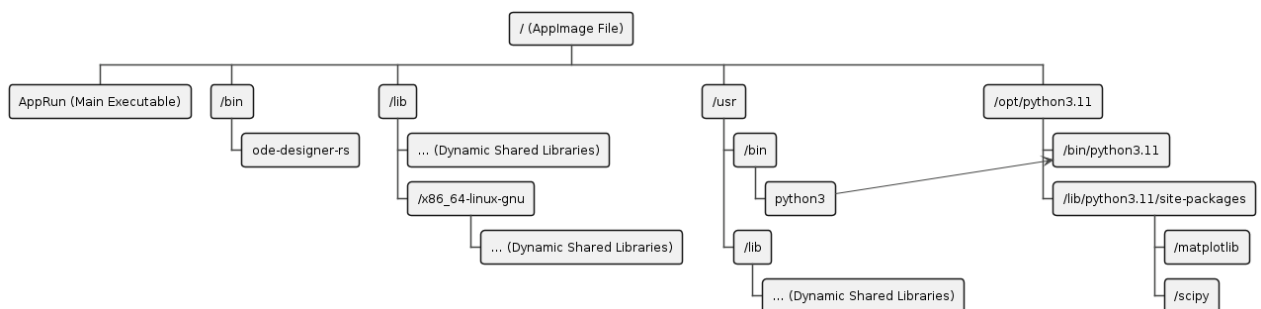 / (AppImage File)
AppRun (Main Executable)
/bin
/lib
/usr
/opt/python3.11
ode-designer-rs
... (Dynamic Shared Libraries)
/bin
/bin/python3.11
/x86_64-linux-gnu
python3
/lib/python3.11/site-packages
... (Dynamic Shared Libraries)
/lib
/matplotlib
... (Dynamic Shared Libraries)
/scipy